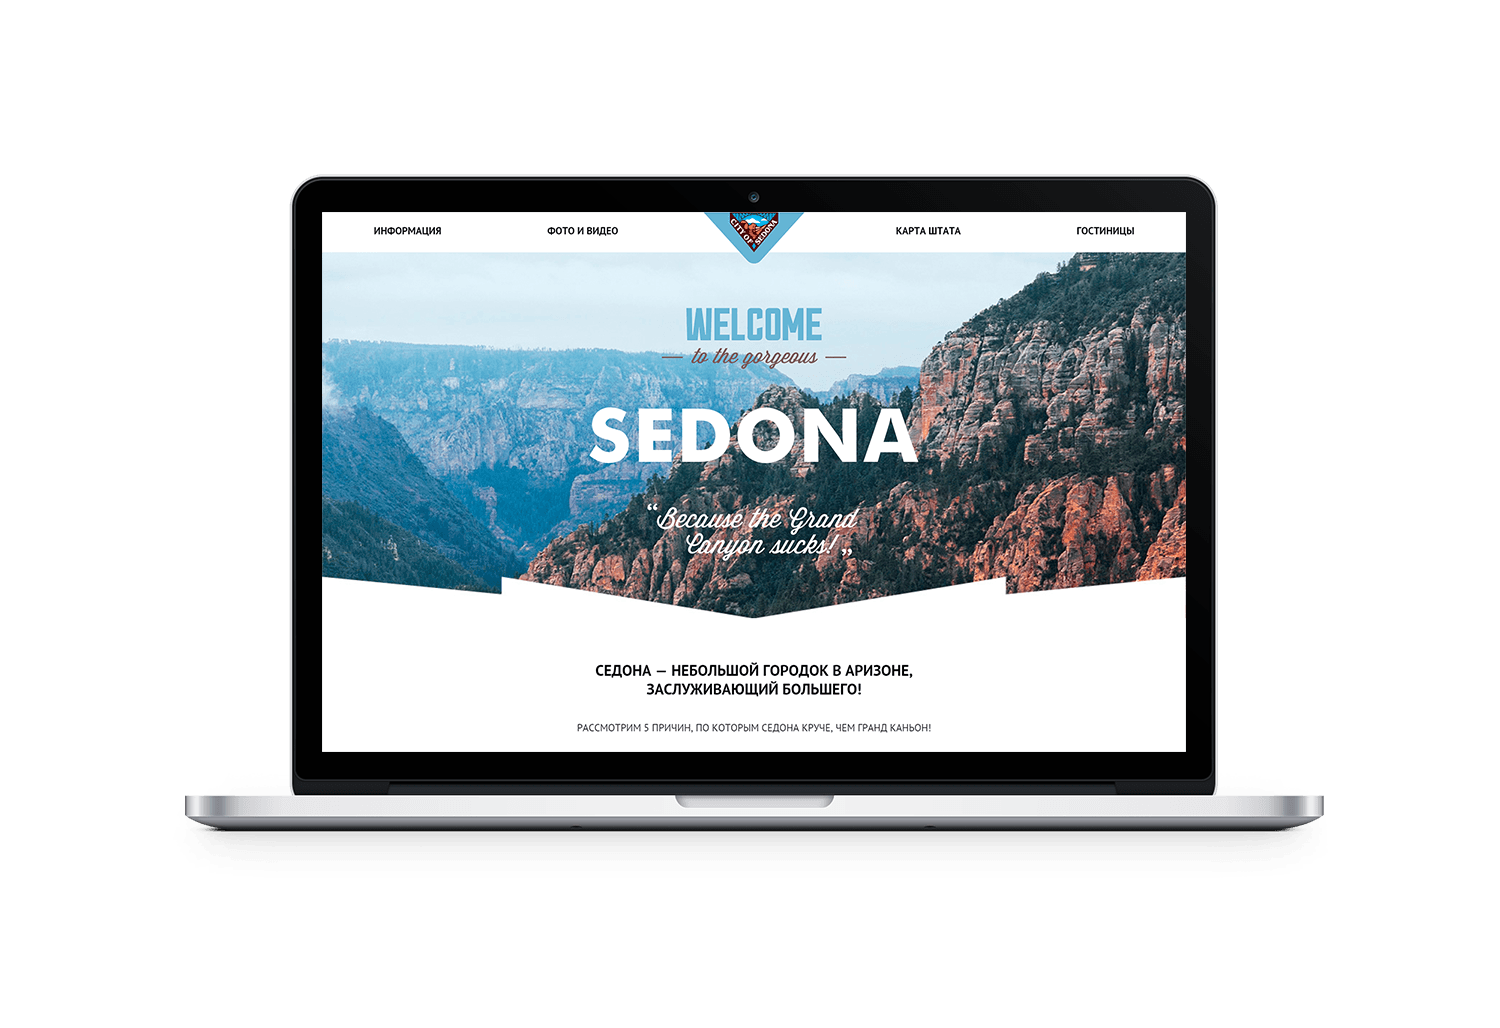 ИНФОРМАЦИЯ
ФОТО И ВИДЕО
CITY OF SEDONA
КАРТА ШТАТА
ГОСТИНИЦЫ
WELCOME
— to the gorgeous —
SEDONA
“Because the Grand
Canyon sucks!„
СЕДОНА — НЕБОЛЬШОЙ ГОРОДОК В АРИЗОНЕ,
ЗАСЛУЖИВАЮЩИЙ БОЛЬШЕГО!
РАССМОТРИМ 5 ПРИЧИН, ПО КОТОРЫМ СЕДОНА КРУЧЕ, ЧЕМ ГРАНД КАНЬОН!